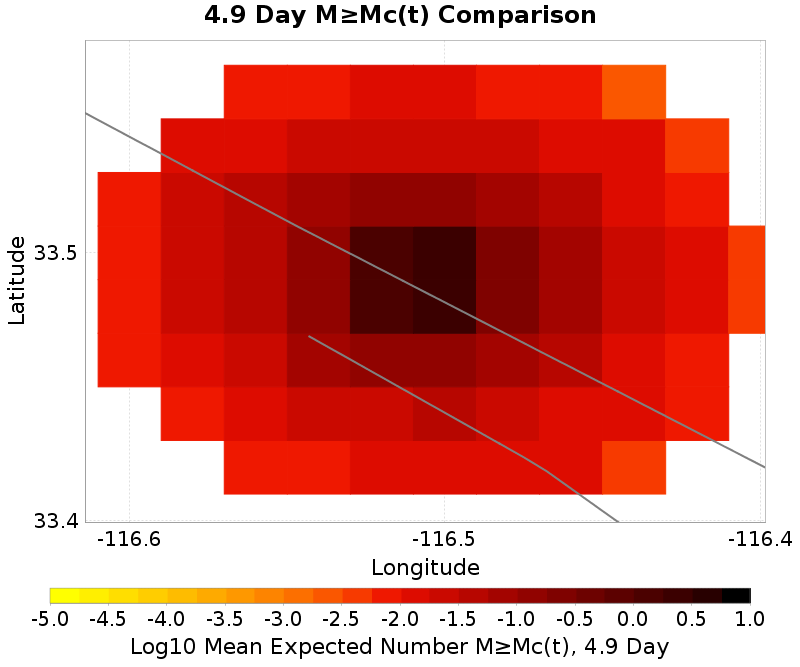 4.9 Day M≥Mc(t) Comparison
Latitude
33.5
33.4
-116.6 -116.5 -116.4
Longitude
-5.0 -4.5 -4.0 -3.5 -3.0 -2.5 -2.0 -1.5 -1.0 -0.5 0.0 0.5 1.0
Log10 Mean Expected Number M≥Mc(t), 4.9 Day